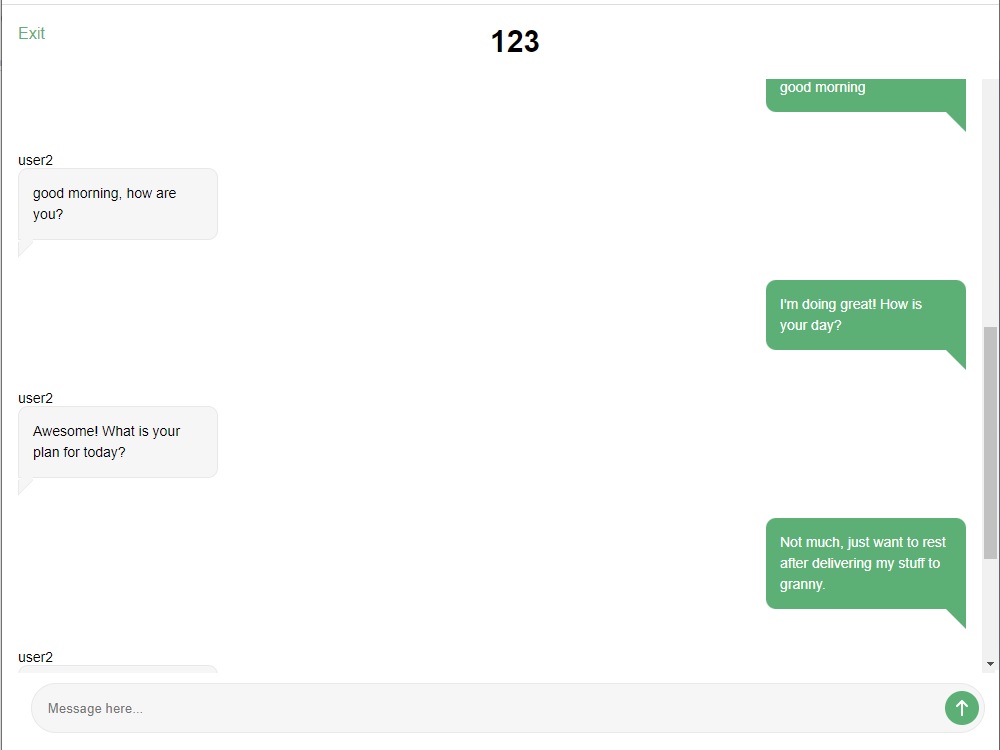 Exit
123
good morning
user2
good morning, how are
you?
I'm doing great! How is
your day?
user2
Awesome! What is your
plan for today?
Not much, just want to rest
after delivering my stuff to
granny.
user2
Message here...